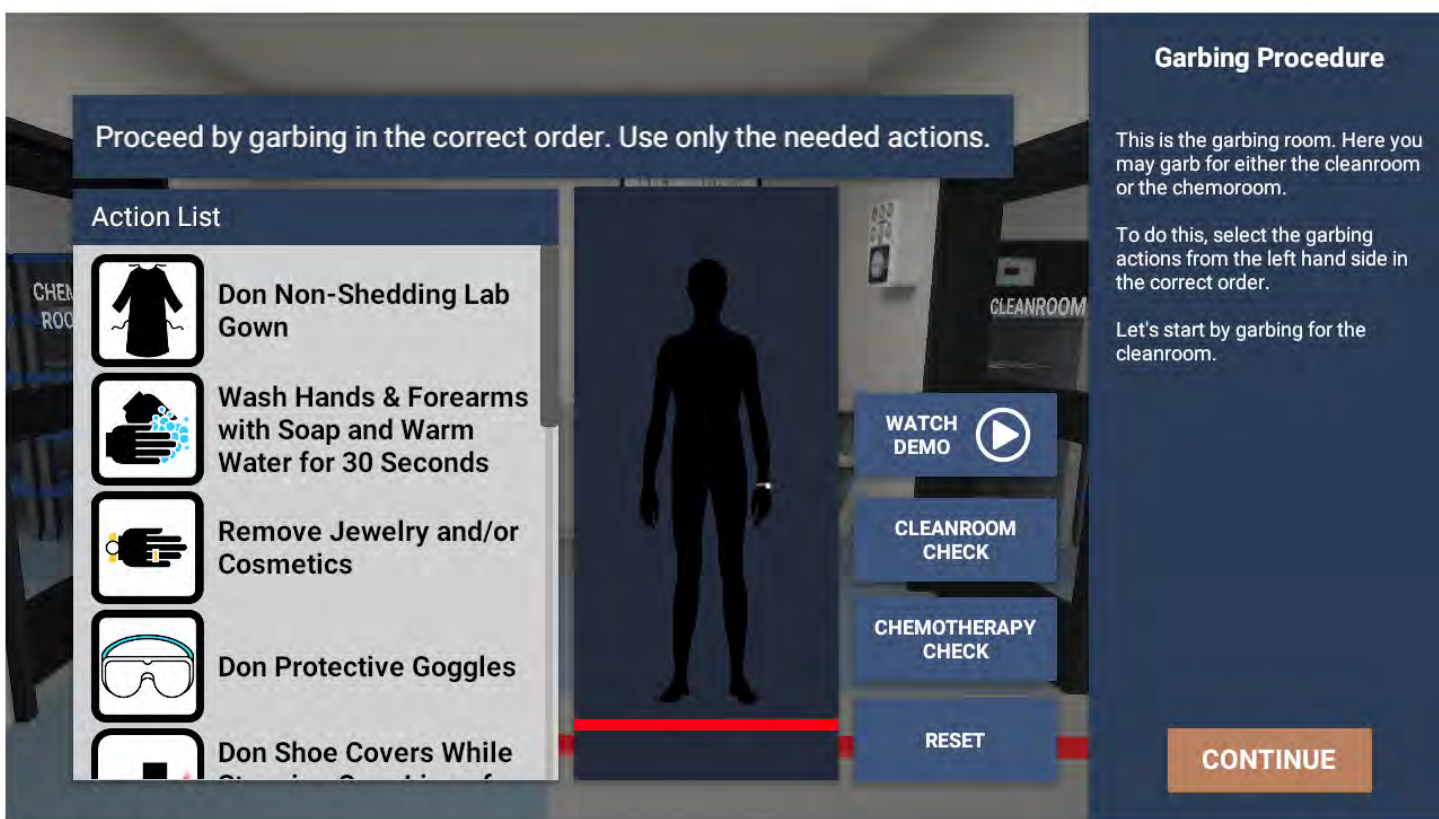 Proceed by garbing in the correct order. Use only the needed actions.
Action List
Don Non-Shedding Lab
Gown
Wash Hands & Forearms
with Soap and Warm
Water for 30 Seconds
Remove Jewelry and/or
Cosmetics
Don Protective Goggles
Don Shoe Covers While
CLEANROOM
WATCH
DEMO
CLEANROOM
CHECK
CHEMOTHERAPY
CHECK
RESET
Garbing Procedure
This is the garbing room. Here you
may garb for either the cleanroom
or the chemoroom.
To do this, select the garbing
actions from the left hand side in
the correct order.
Let's start by garbing for the
cleanroom.
CONTINUE